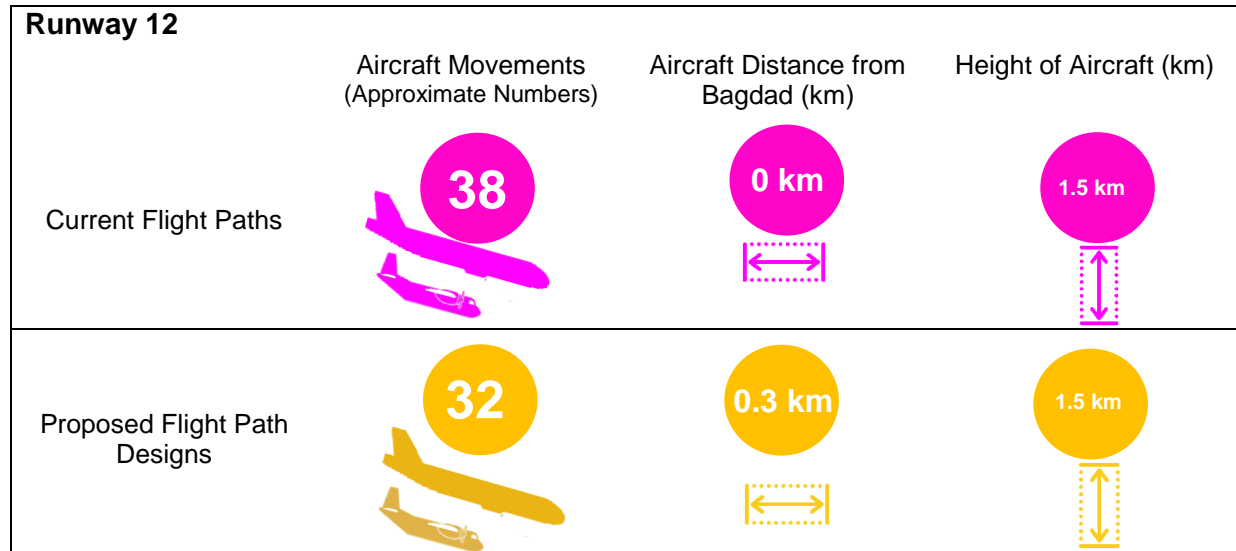 Runway 12
Aircraft Movements
(Approximate Numbers)
Aircraft Distance from
Bagdad (km)
Height of Aircraft (km)
Current Flight Paths
38
0 km
1.5 km
Proposed Flight Path
Designs
32
0.3 km
1.5 km